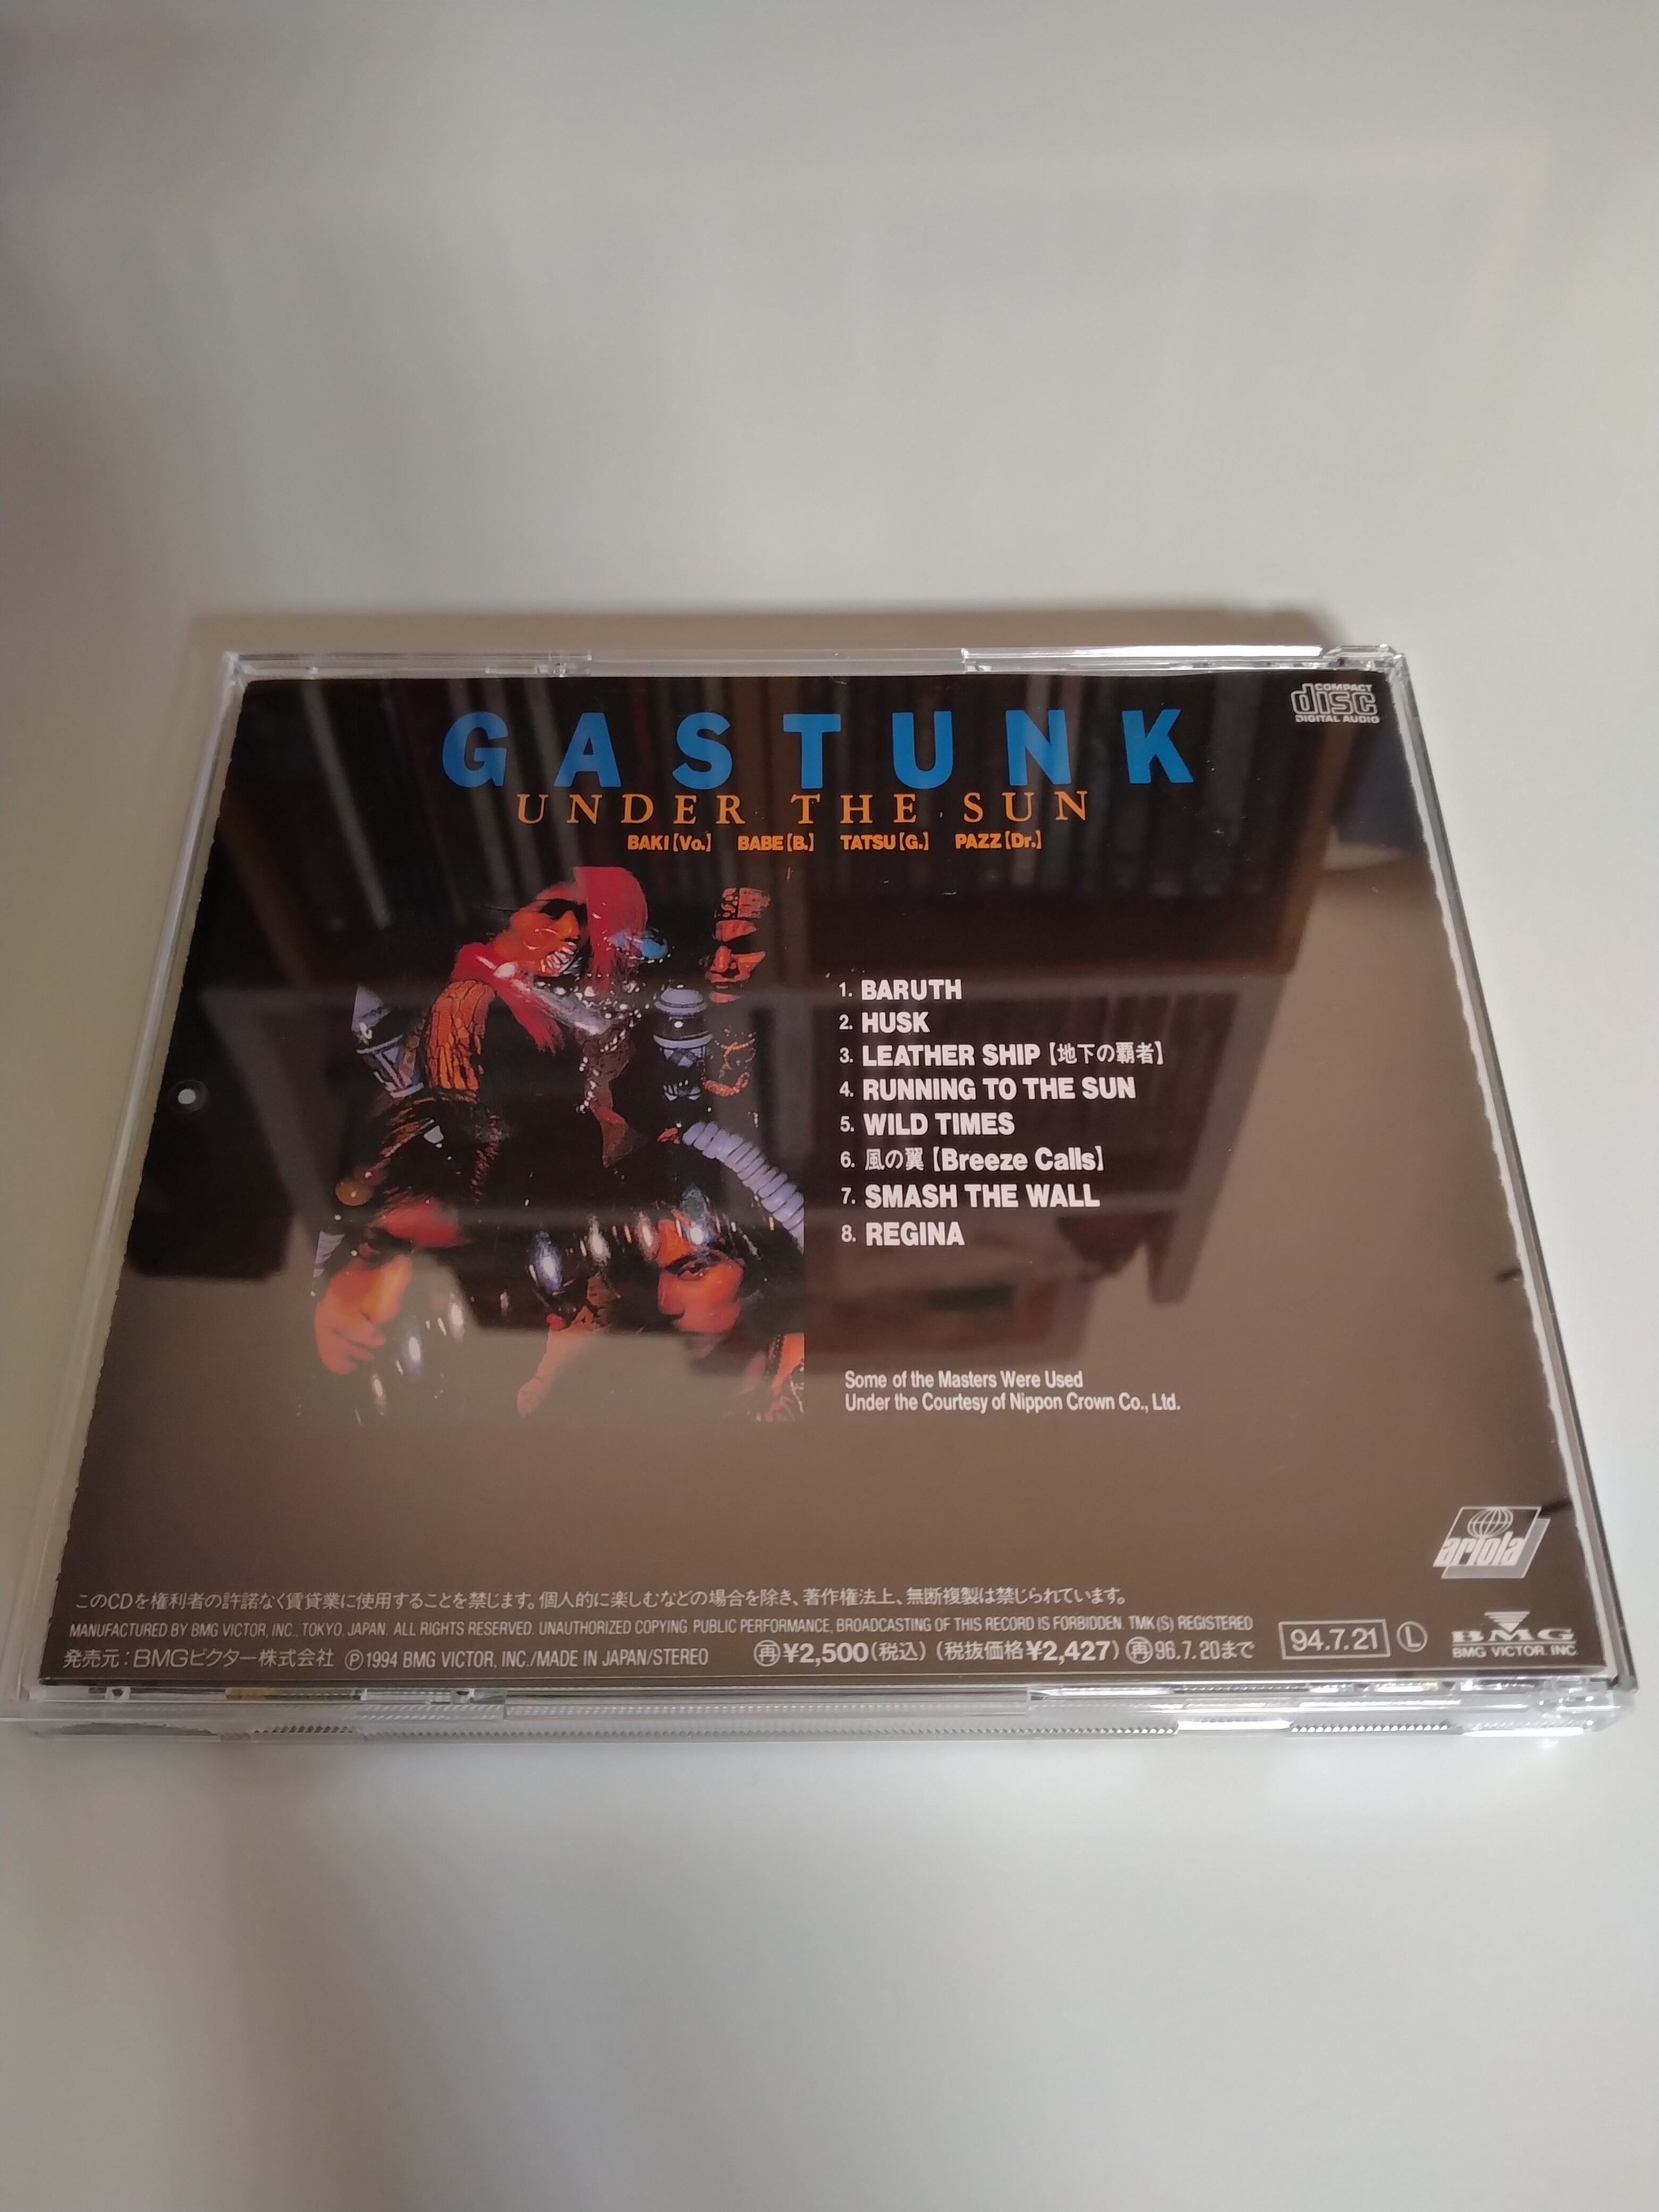 COMPACT
disc
DIGITAL AUDIO
GASTUNK
UNDER THE SUN
BAKI【Vo.】 BABE【B.】 TATSU【G.】 PAZZ【Dr.】
1. BARUTH
2. HUSK
3. LEATHER SHIP【地下の覇者】
4. RUNNING TO THE SUN
5. WILD TIMES
6. 風の翼【Breeze Calls】
7. SMASH THE WALL
8. REGINA
Some of the Masters Were Used
Under the Courtesy of Nippon Crown Co., Ltd.
ariola
このCDを権利者の許諾なく賃貸業に使用することを禁じます。個人的に楽しむなどの場合を除き、著作権法上、無断複製は禁じられています。
MANUFACTURED BY BMG VICTOR, INC., TOKYO, JAPAN. ALL RIGHTS RESERVED. UNAUTHORIZED COPYING PUBLIC PERFORMANCE, BROADCASTING OF THIS RECORD IS FORBIDDEN. TMK(S) REGISTERED
発売元：BMGビクター株式会社 ℗1994 BMG VICTOR, INC./MADE IN JAPAN/STEREO ㊢¥2,500(税込) (税抜価格¥2,427) ㊢96.7.20まで 94.7.21 Ⓛ
BMG
BMG VICTOR, INC.